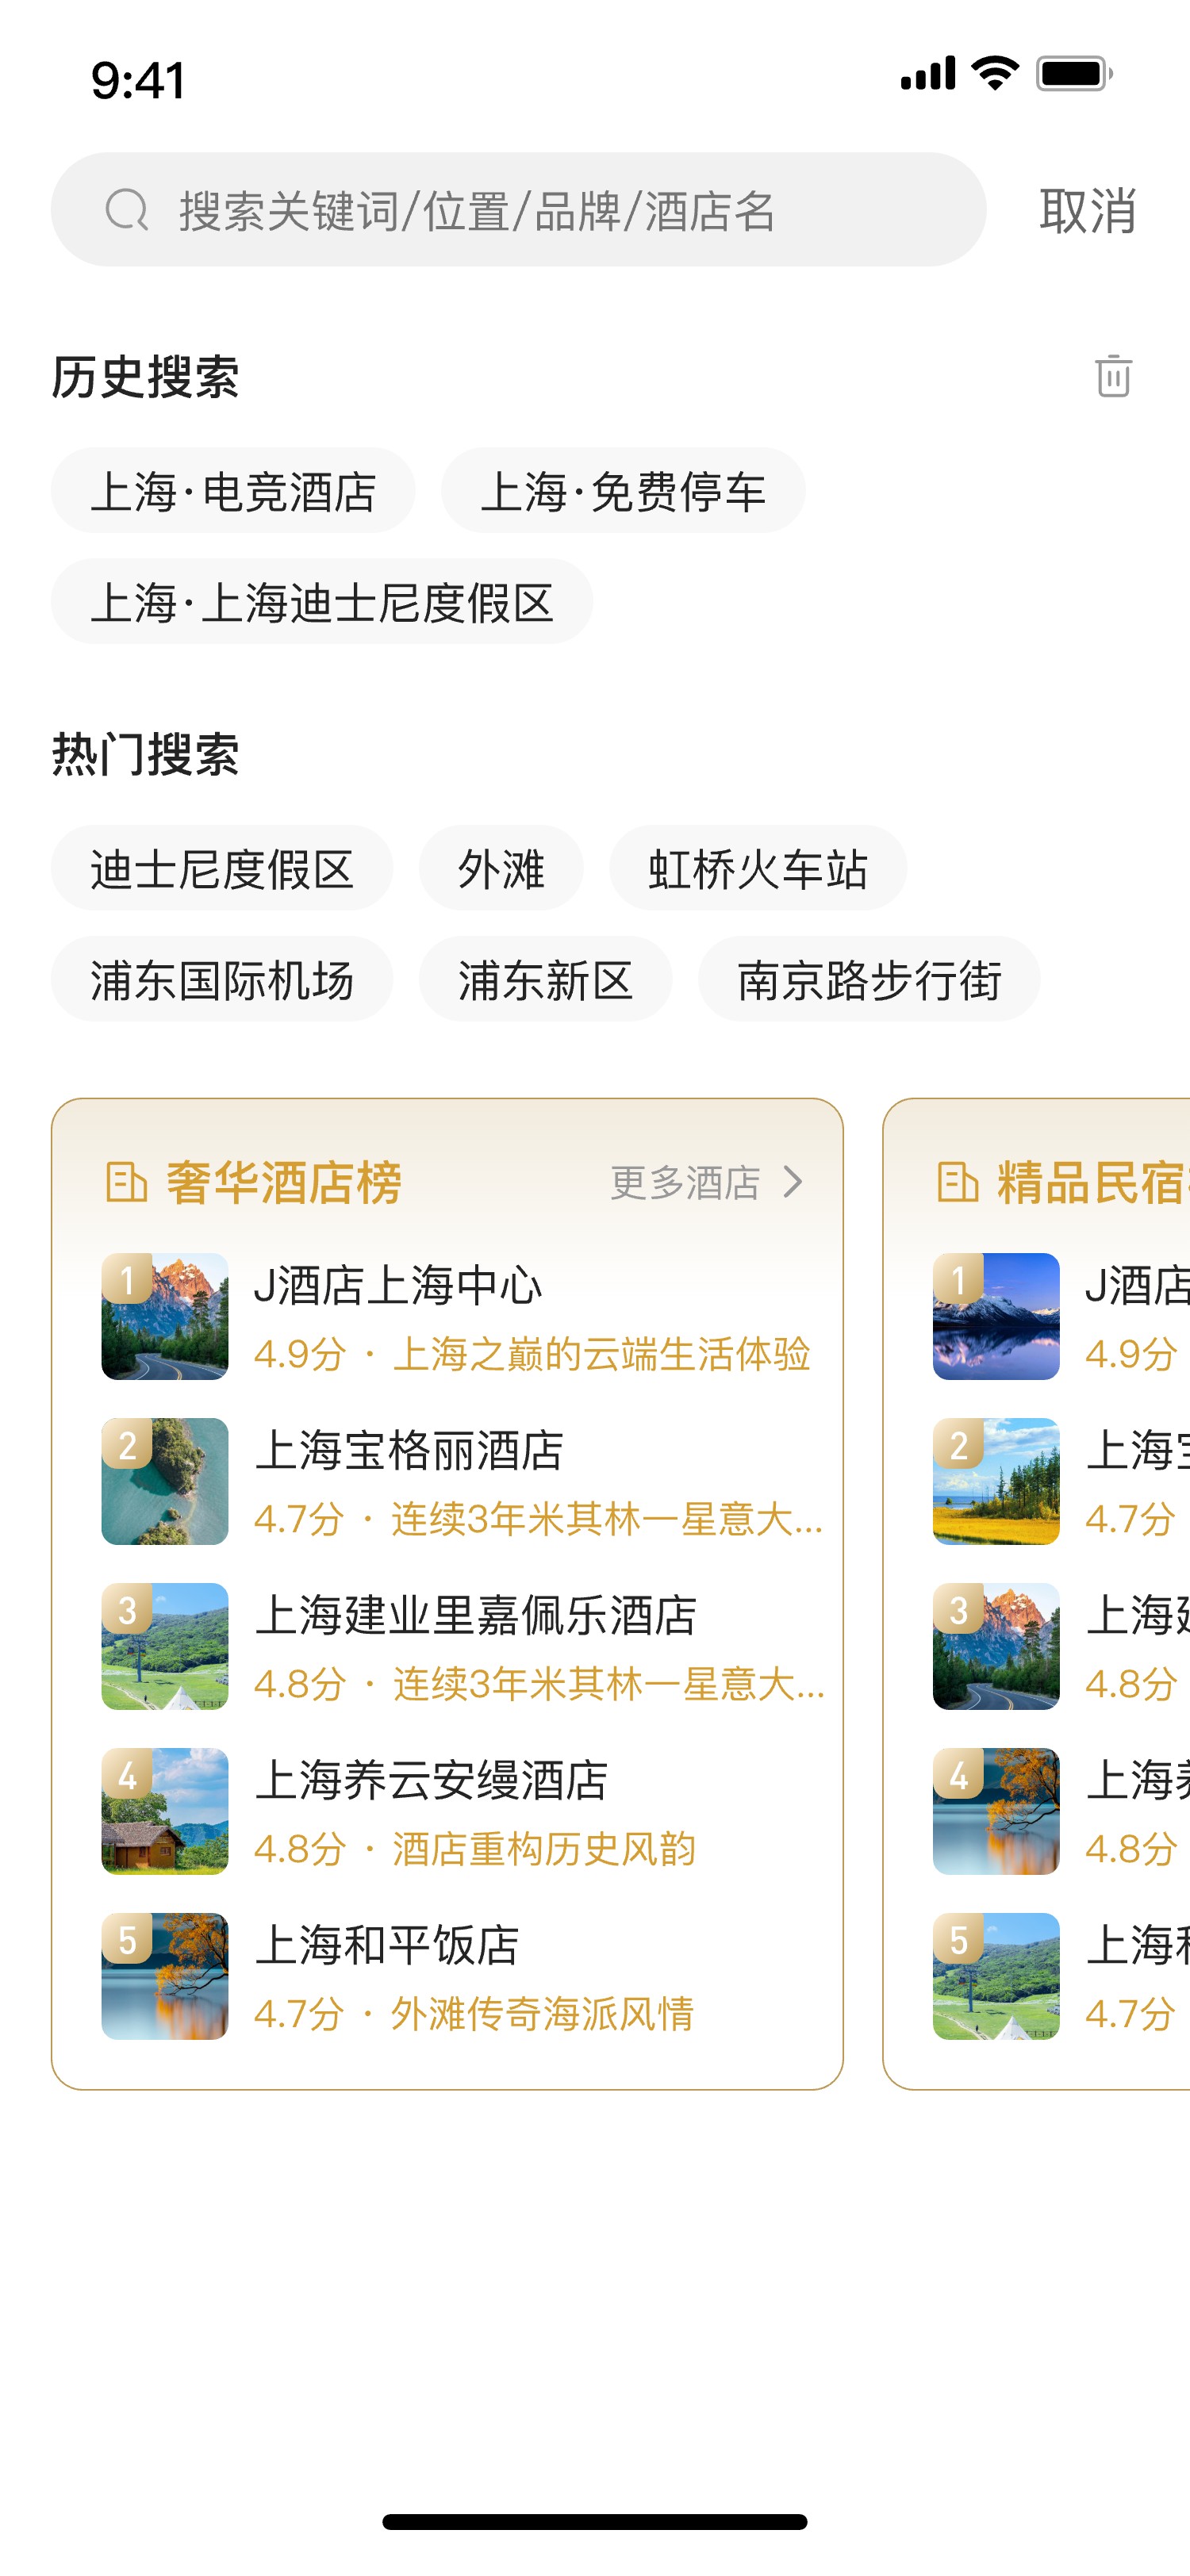 9:41
搜索关键词/位置/品牌/酒店名
取消
历史搜索
上海·电竞酒店
上海·免费停车
上海·上海迪士尼度假区
热门搜索
迪士尼度假区
外滩
虹桥火车站
浦东国际机场
浦东新区
南京路步行街
奢华酒店榜
更多酒店
1
J酒店上海中心
4.9分 · 上海之巅的云端生活体验
2
上海宝格丽酒店
4.7分 · 连续3年米其林一星意大...
3
上海建业里嘉佩乐酒店
4.8分 · 连续3年米其林一星意大...
4
上海养云安缦酒店
4.8分 · 酒店重构历史风韵
5
上海和平饭店
4.7分 · 外滩传奇海派风情
精品民宿
1
J酒店
4.9分
2
上海
4.7分
3
上海
4.8分
4
上海
4.8分
5
上海
4.7分